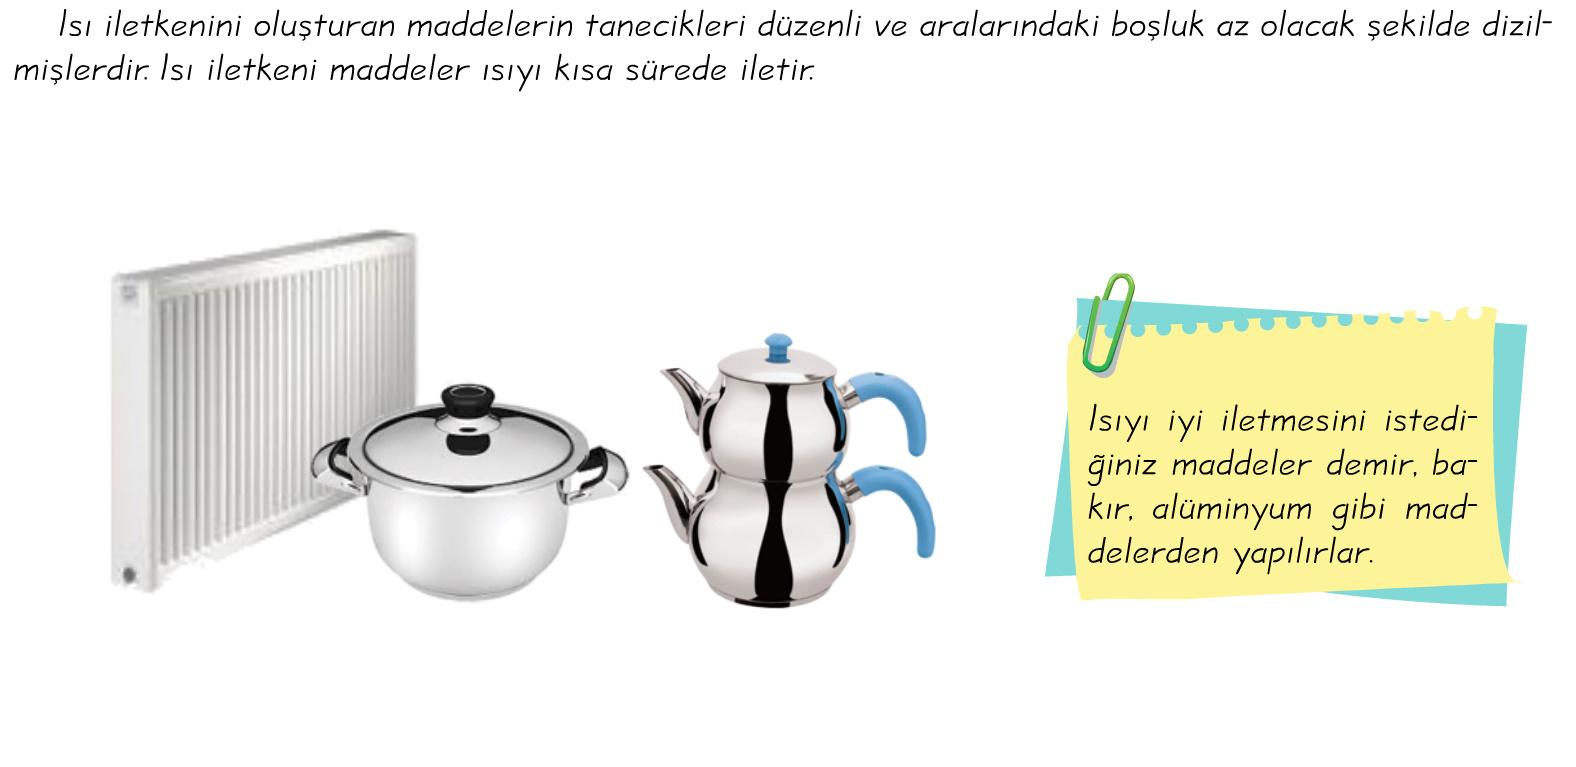 Isı iletkenini oluşturan maddelerin tanecikleri düzenli ve aralarındaki boşluk az olacak şekilde dizil-
mişlerdir. Isı iletkeni maddeler ısıyı kısa sürede iletir.
Isıyı iyi iletmesini istedi-
ğiniz maddeler demir, ba-
kır, alüminyum gibi mad-
delerden yapılırlar.